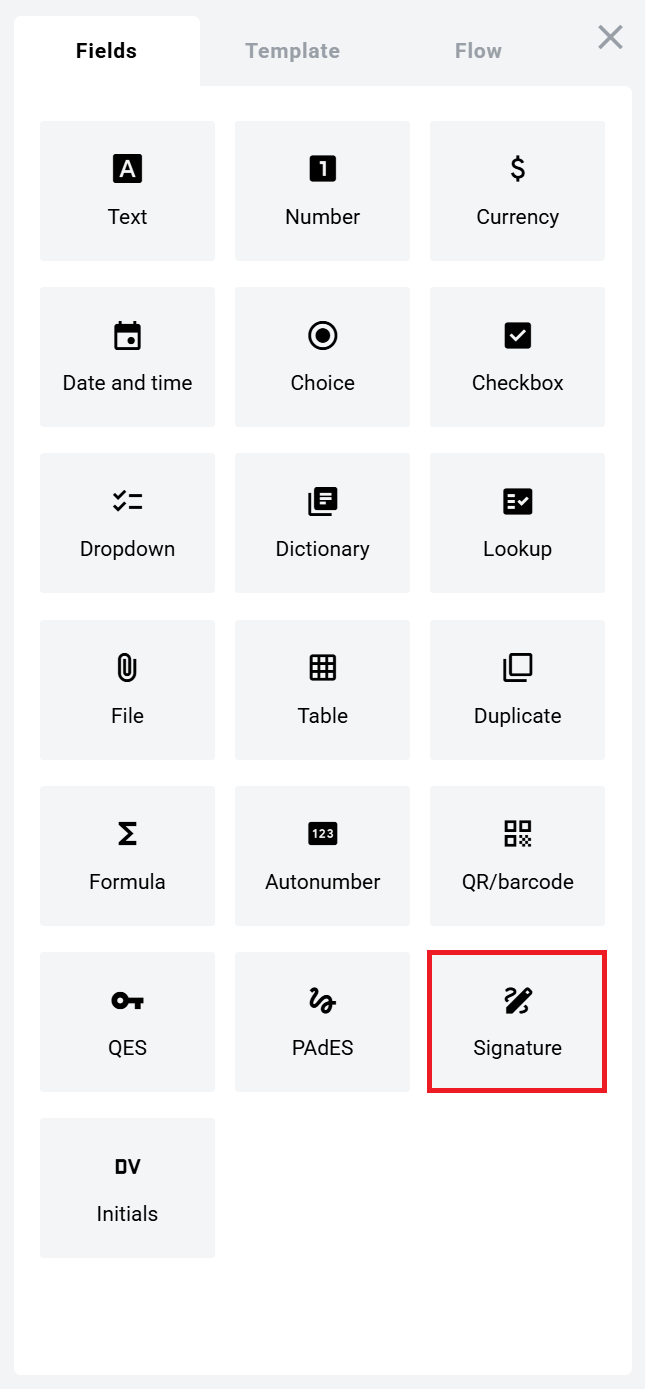 Fields Template Flow
A 1 $
Text Number Currency
Date and time Choice Checkbox
Dropdown Dictionary Lookup
File Table Duplicate
Σ 123
Formula Autonumber QR/barcode
QES PAdES Signature
DV
Initials